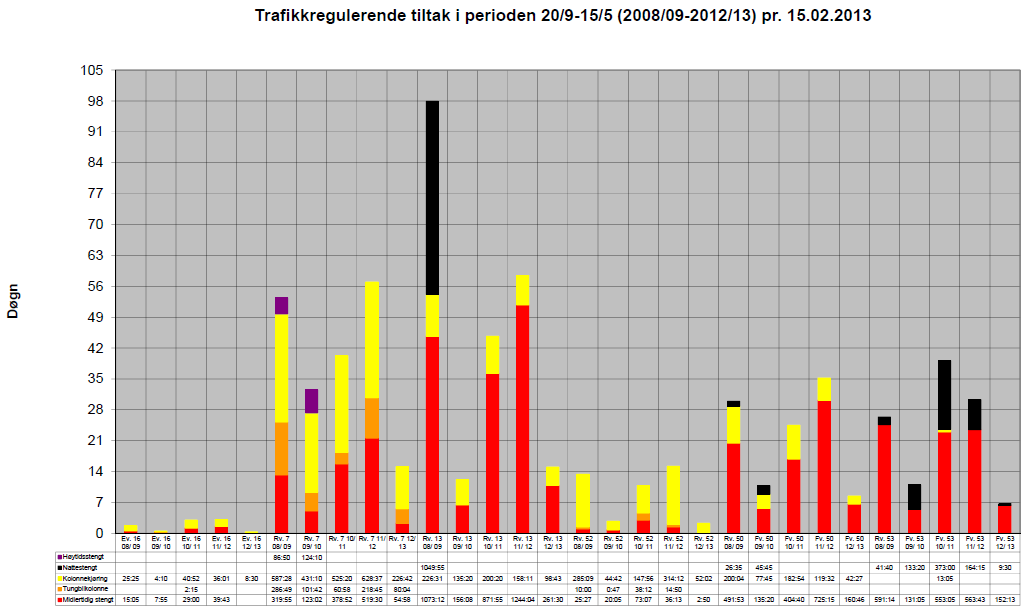 Trafikkregulerende tiltak i perioden 20/9-15/5 (2008/09-2012/13) pr. 15.02.2013
Døgn
105
98
91
84
77
70
63
56
49
42
35
28
21
14
7
0
Ev. 16 08/ 09 Ev. 16 09/ 10 Ev. 16 10/ 11 Ev. 16 11/ 12 Ev. 16 12/ 13 Rv. 7 08/ 09 Rv. 7 09/ 10 Rv. 7 10/ 11 Rv. 7 11/ 12 Rv. 7 12/ 13 Rv. 13 08/ 09 Rv. 13 09/ 10 Rv. 13 10/ 11 Rv. 13 11/ 12 Rv. 13 12/ 13 Rv. 52 08/ 09 Rv. 52 09/ 10 Rv. 52 10/ 11 Rv. 52 11/ 12 Rv. 52 12/ 13 Rv. 50 08/ 09 Fv. 50 09/ 10 Fv. 50 10/ 11 Fv. 50 11/ 12 Fv. 50 12/ 13 Rv. 53 08/ 09 Fv. 53 09/ 10 Fv. 53 10/ 11 Fv. 53 11/ 12 Fv. 53 12/ 13
Høytidsstengt 86:50 124:10
Nattestengt 1049:55 26:35 45:45 41:40 133:20 373:00 164:15 9:30
Kolonnekjøring 25:25 4:10 40:52 36:01 8:30 587:28 431:10 525:20 628:37 226:42 226:31 135:20 200:20 158:11 98:43 285:09 44:42 147:56 314:12 52:02 200:04 77:45 182:54 119:32 42:27 13:05
Tungbilkolonne 2:15 286:49 101:42 60:58 218:45 80:04 10:00 0:47 38:12 14:50
Midlertidig stengt 15:05 7:55 29:00 39:43 319:55 123:02 378:52 519:30 54:58 1073:12 156:08 871:55 1244:04 261:30 25:27 20:05 73:07 36:13 2:50 491:53 135:20 404:40 725:15 160:46 591:14 131:05 553:05 563:43 152:13